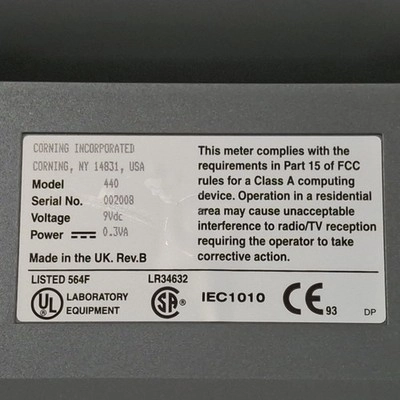 CORNING INCORPORATED
CORNING, NY 14831, USA
Model 440
Serial No. 002008
Voltage 9Vdc
Power 0.3VA
Made in the UK. Rev.B
This meter complies with the
requirements in Part 15 of FCC
rules for a Class A computing
device. Operation in a residential
area may cause unacceptable
interference to radio/TV reception
requiring the operator to take
corrective action.
LISTED 564F
UL LABORATORY
EQUIPMENT
LR34632
SA
IEC1010
CE 93
DP